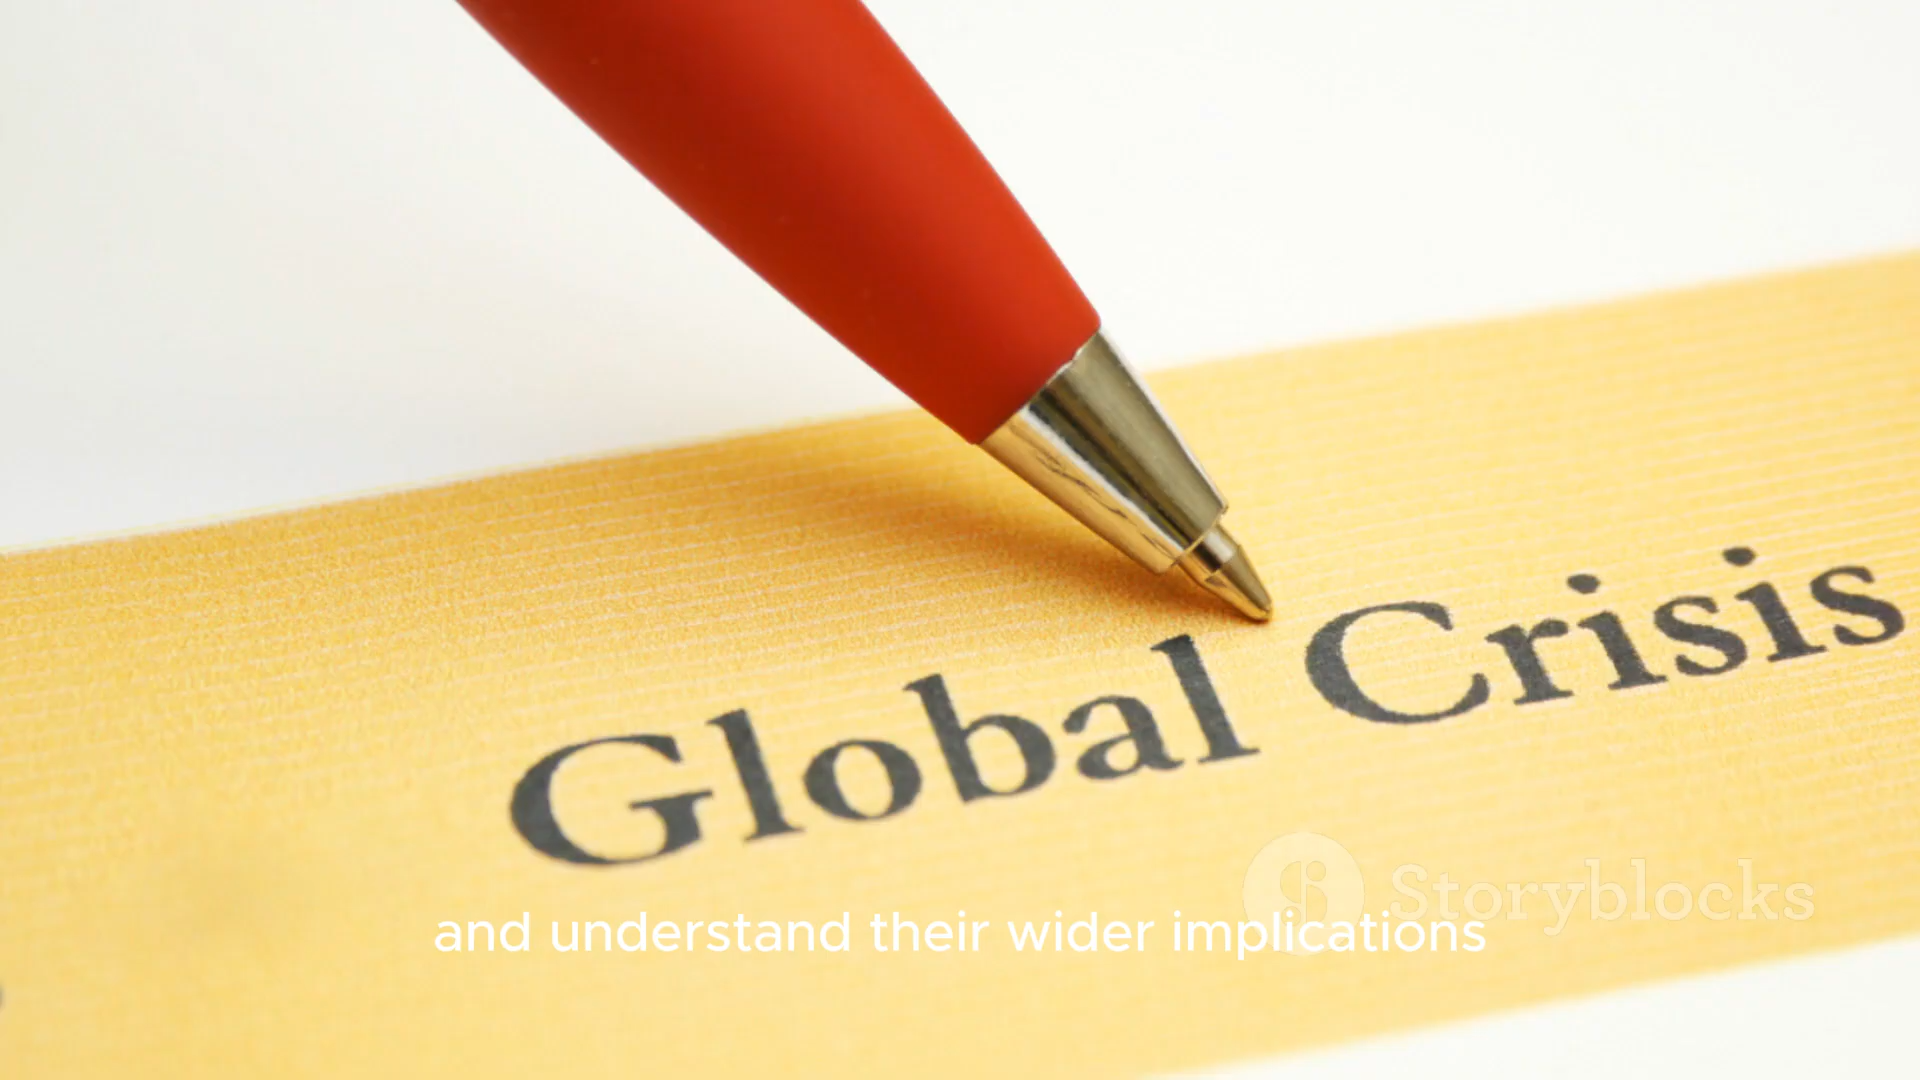 Global Crisis
Storyblocks
and understand their wider implications